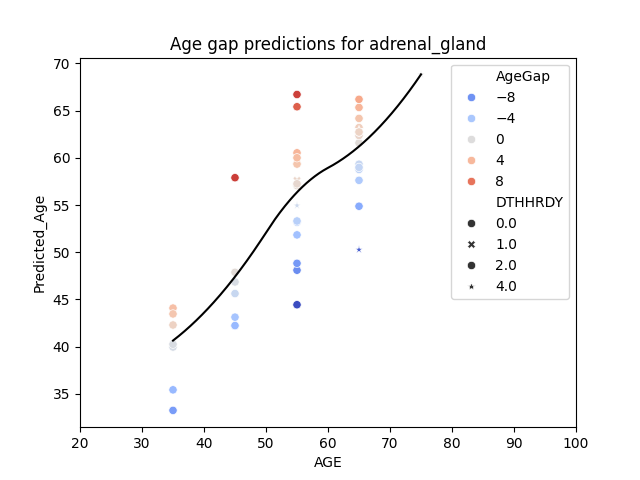 Age gap predictions for adrenal_gland
70
65
60
55
50
45
40
35
Predicted_Age
20 30 40 50 60 70 80 90 100
AGE
AgeGap
−8
−4
0
4
8
DTHHRDY
0.0
1.0
2.0
4.0